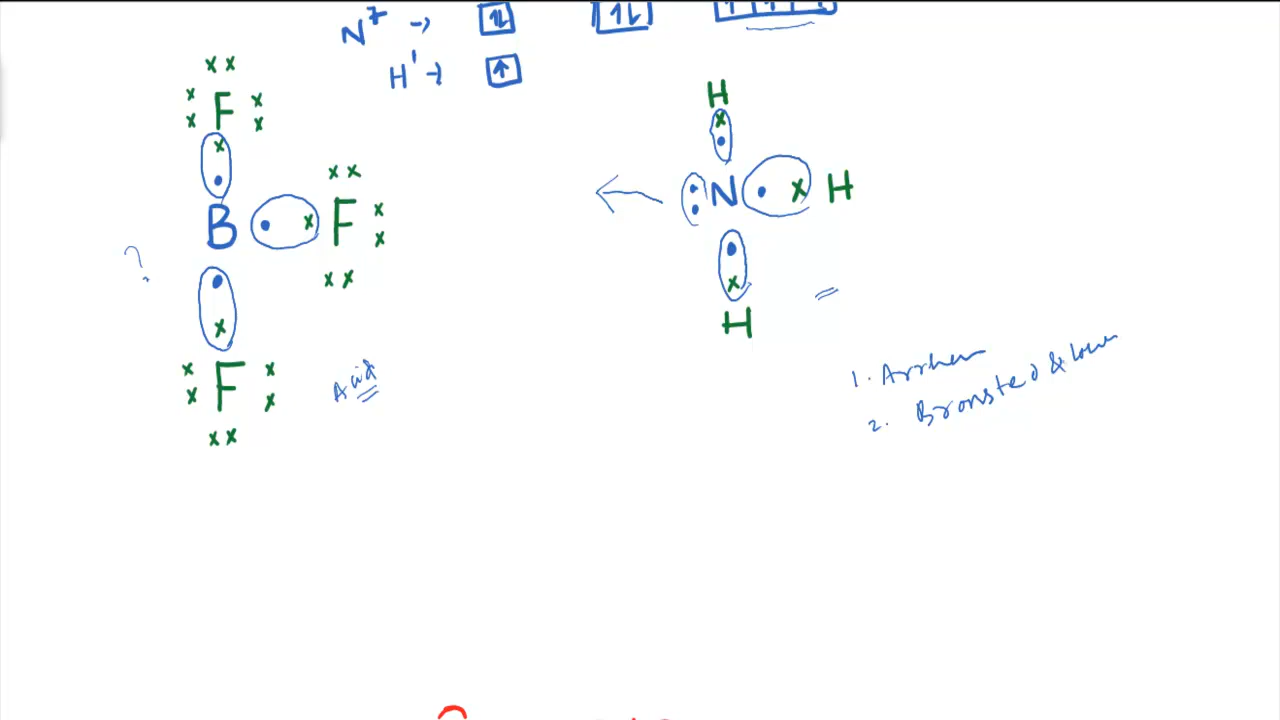 N⁷ → ↑↓ ↑↓ ↑ ↑ ↑
H¹ → ↑
x x
x F x
x x
x
•
B • x F
x x
x x
x x
?
•
x
x F x
x x
x x
Acid
H
x
•
: N • x H
•
x
H
=
1. Arrhen
2. Bronsted & Lowr